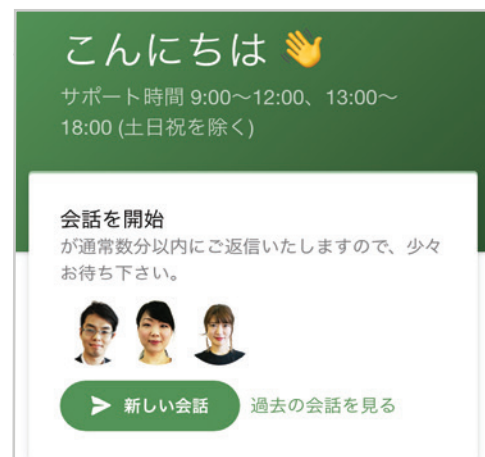 こんにちは 👋
サポート時間 9:00〜12:00、13:00〜
18:00 (土日祝を除く)
会話を開始
が通常数分以内にご返信いたしますので、少々
お待ち下さい。
新しい会話 過去の会話を見る